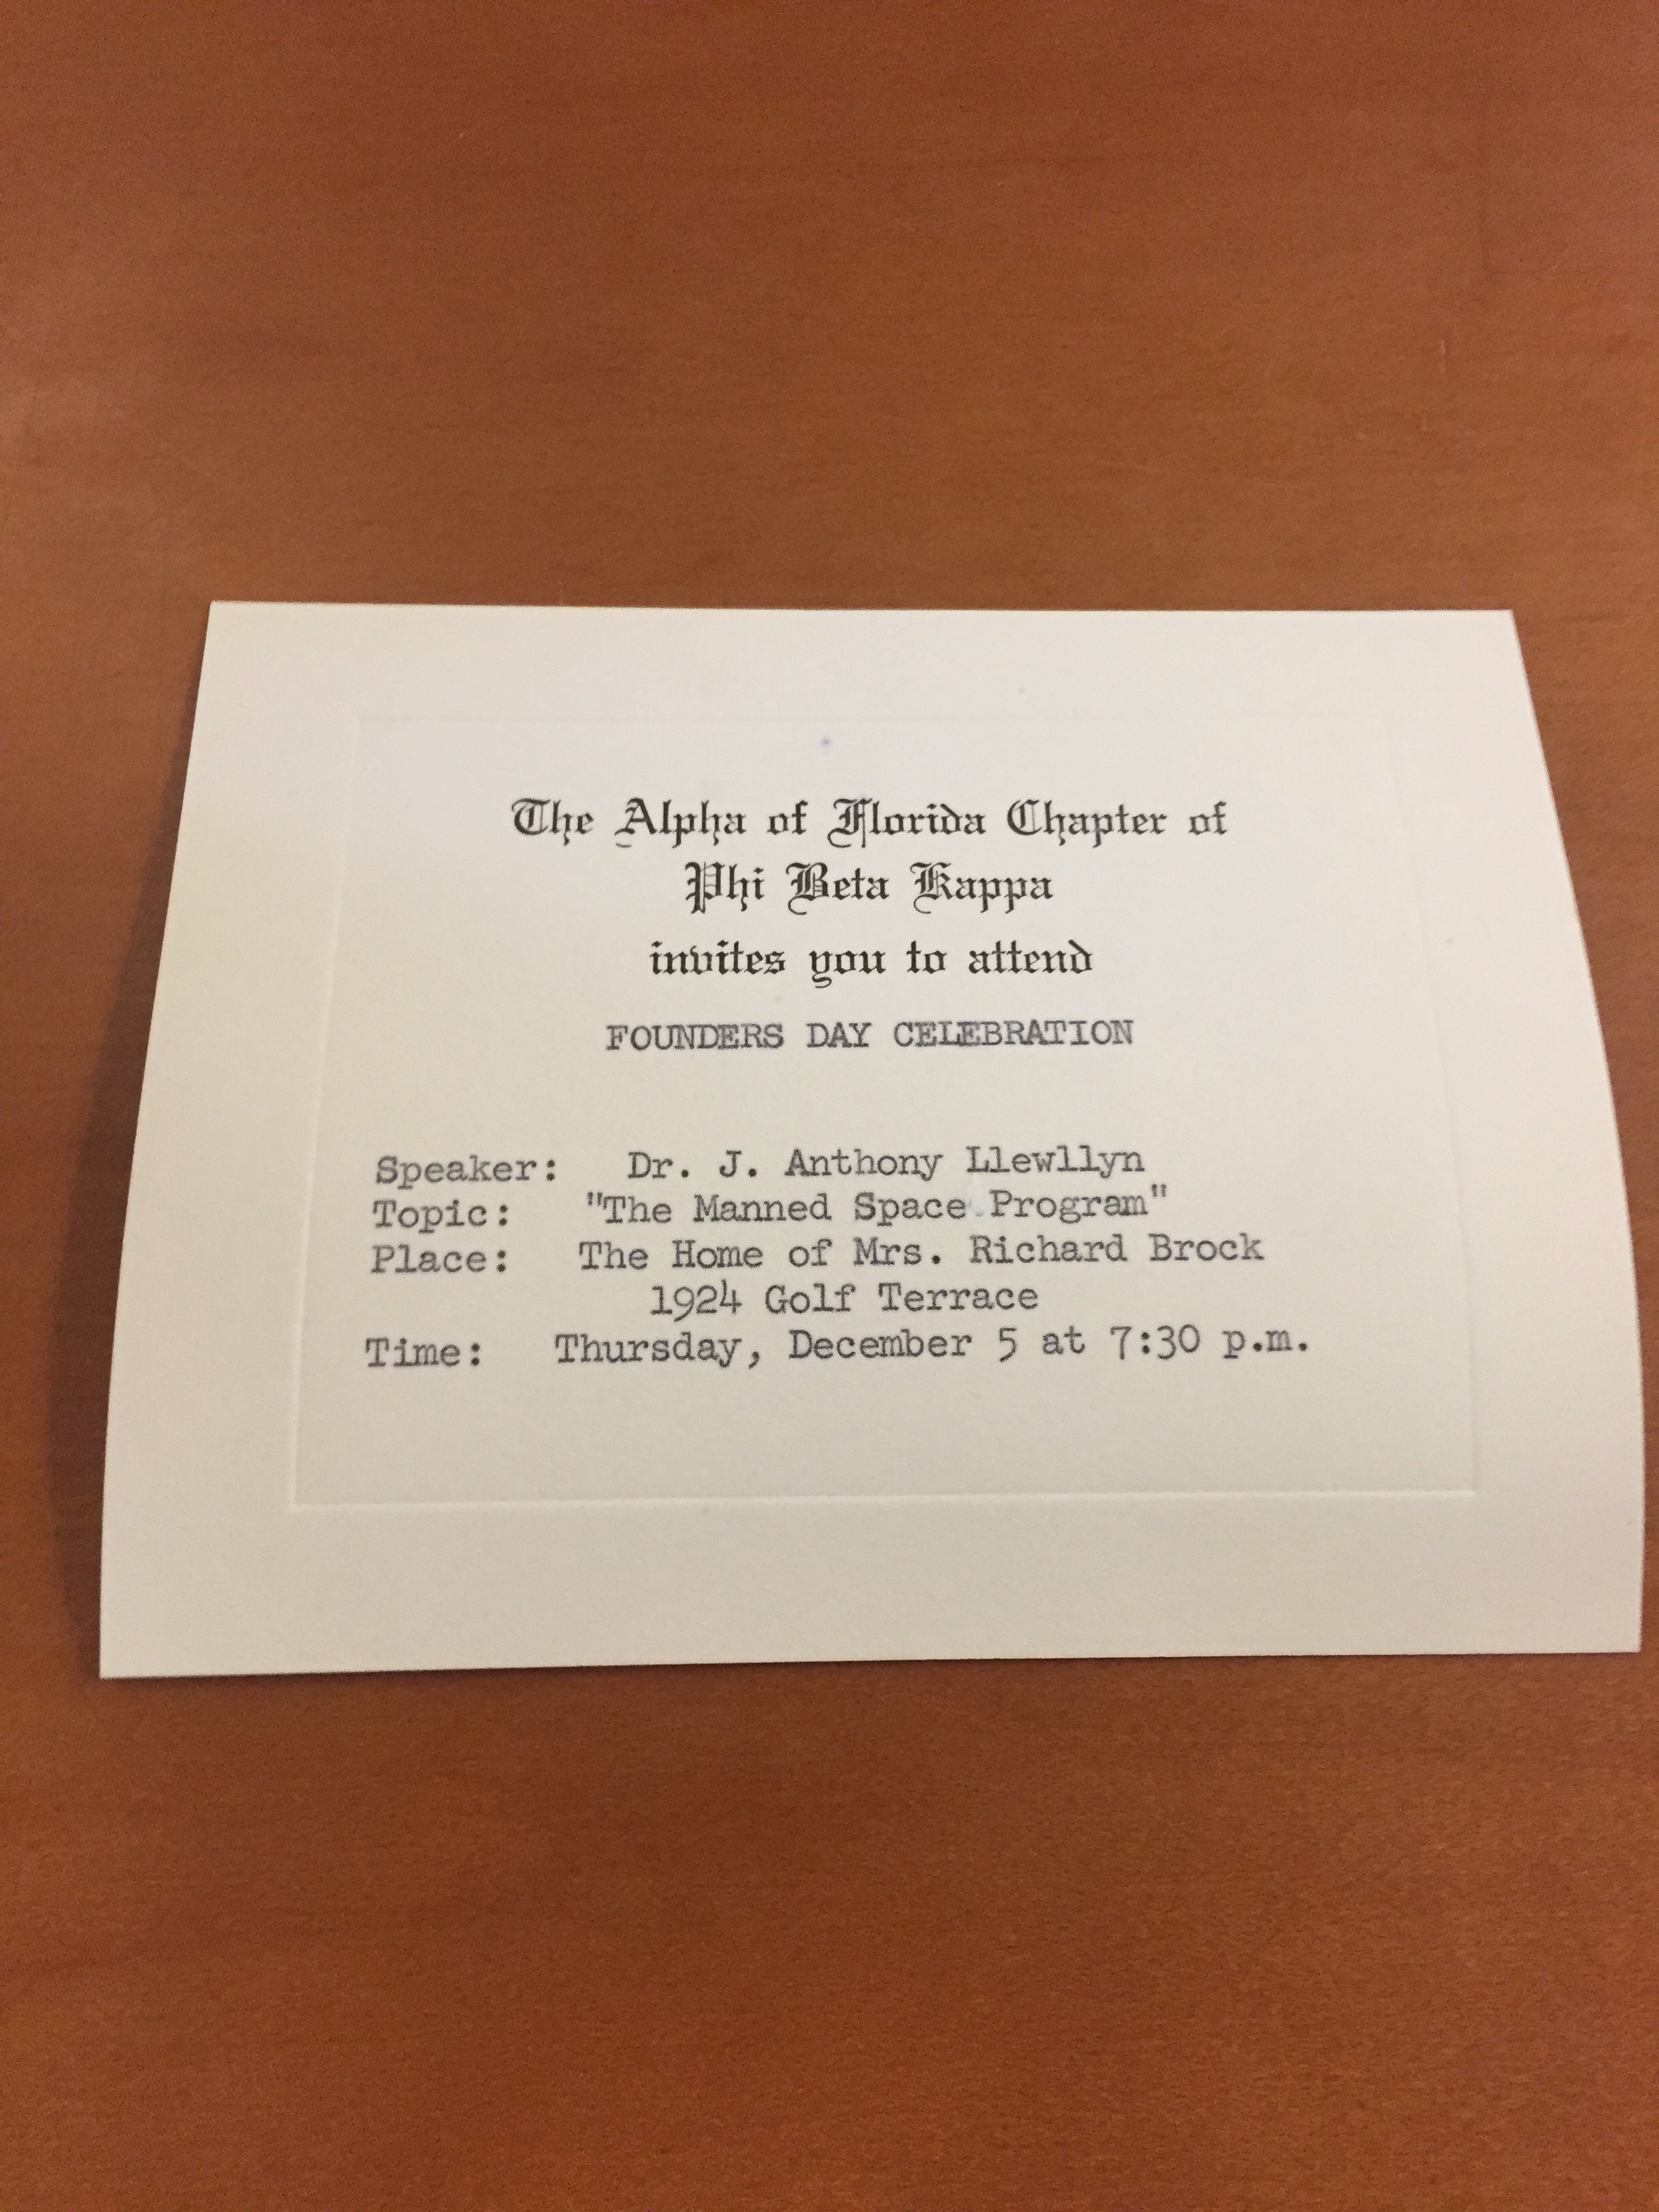 The Alpha of Florida Chapter of
Phi Beta Kappa
invites you to attend
FOUNDERS DAY CELEBRATION
Speaker: Dr. J. Anthony Llewllyn
Topic: "The Manned Space Program"
Place: The Home of Mrs. Richard Brock
1924 Golf Terrace
Time: Thursday, December 5 at 7:30 p.m.